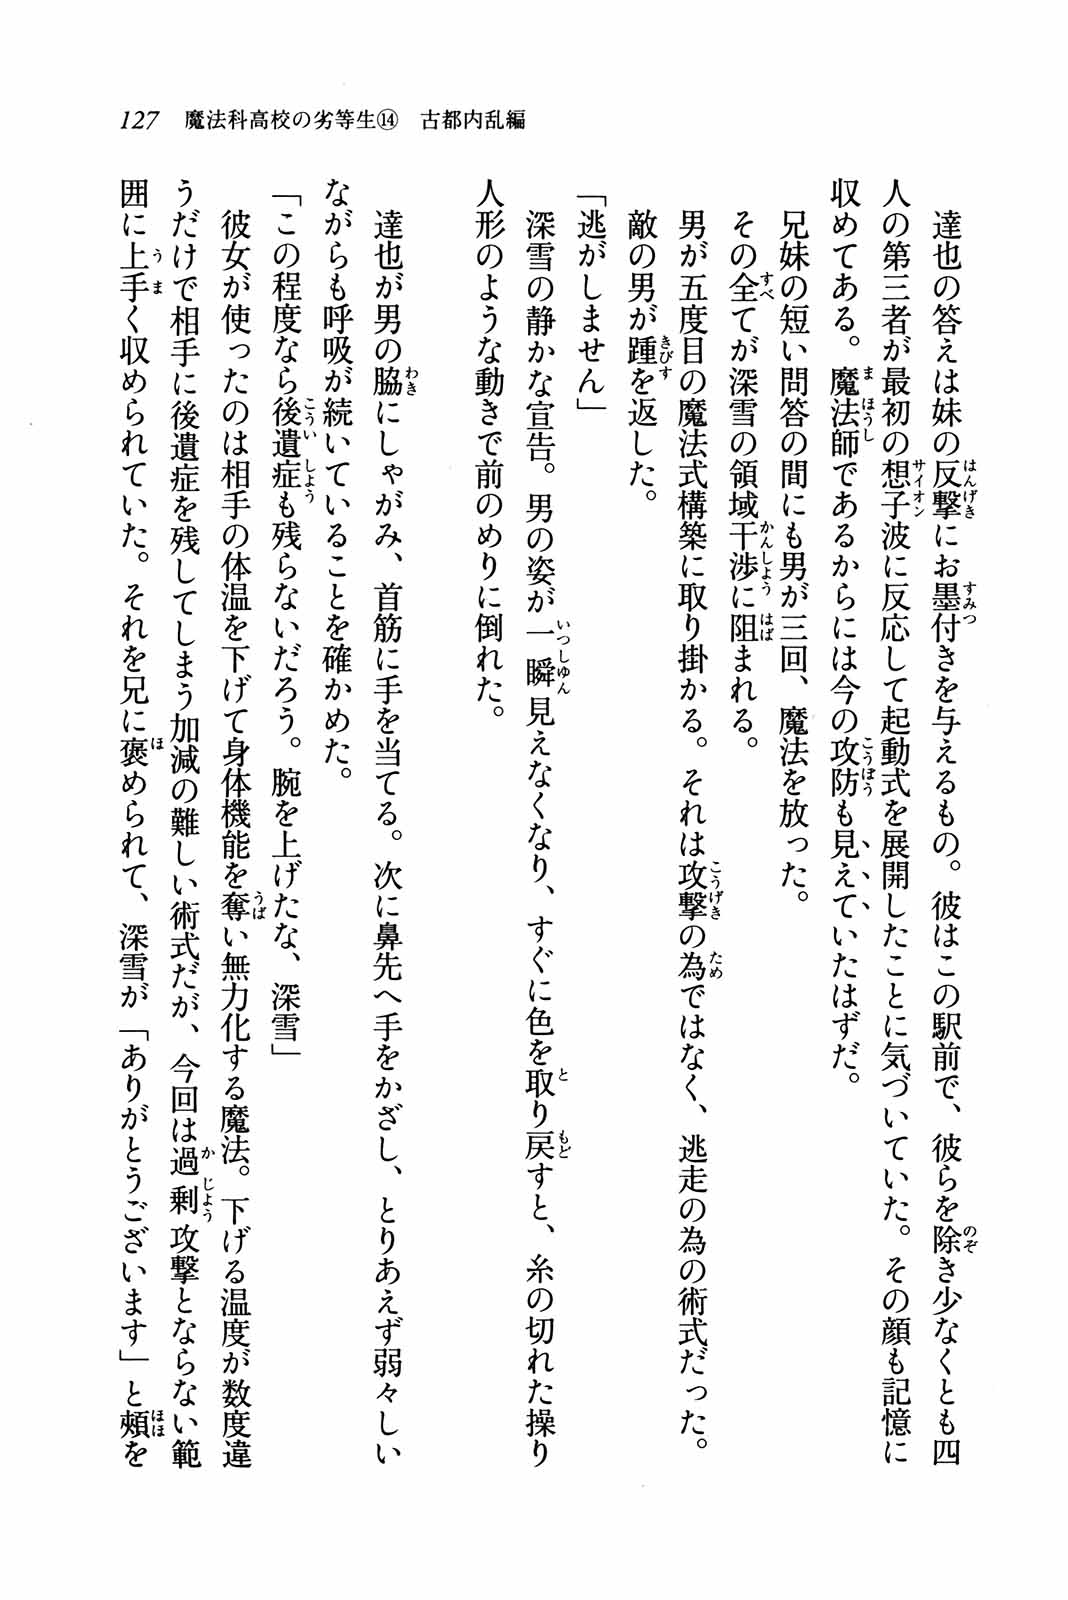 127　魔法科高校の劣等生⑭　古都内乱編
　達也の答えは妹の反撃にお墨付きを与えるもの。彼はこの駅前で、彼らを除き少なくとも四
人の第三者が最初の想子波に反応して起動式を展開したことに気づいていた。その顔も記憶に
収めてある。魔法師であるからには今の攻防も見えていたはずだ。
　兄妹の短い問答の間にも男が三回、魔法を放った。
　その全てが深雪の領域干渉に阻まれる。
　男が五度目の魔法式構築に取り掛かる。それは攻撃の為ではなく、逃走の為の術式だった。
　敵の男が踵を返した。
「逃がしません」
　深雪の静かな宣告。男の姿が一瞬見えなくなり、すぐに色を取り戻すと、糸の切れた操り
人形のような動きで前のめりに倒れた。
　達也が男の脇にしゃがみ、首筋に手を当てる。次に鼻先へ手をかざし、とりあえず弱々しい
ながらも呼吸が続いていることを確かめた。
「この程度なら後遺症も残らないだろう。腕を上げたな、深雪」
　彼女が使ったのは相手の体温を下げて身体機能を奪い無力化する魔法。下げる温度が数度違
うだけで相手に後遺症を残してしまう加減の難しい術式だが、今回は過剰攻撃とならない範
囲に上手く収められていた。それを兄に褒められて、深雪が「ありがとうございます」と頰を